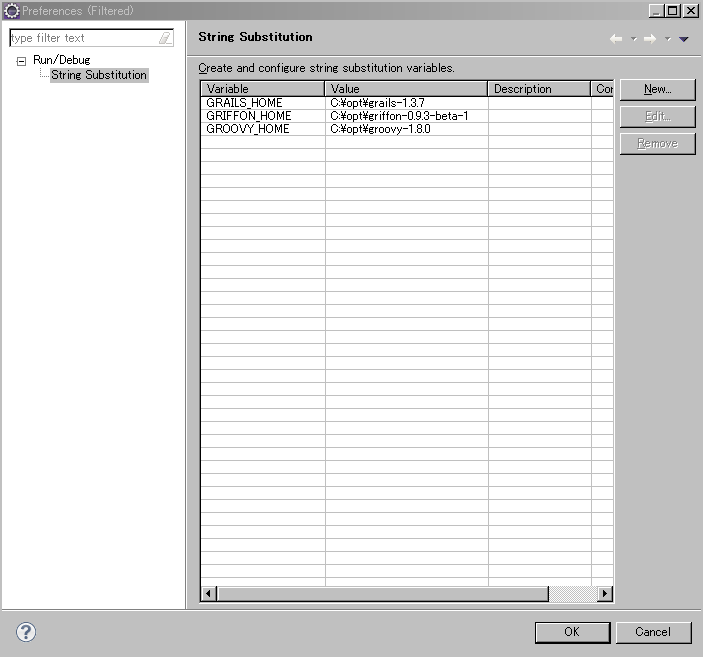 Preferences (Filtered)
type filter text
Run/Debug
String Substitution
String Substitution
Create and configure string substitution variables.
Variable Value Description Con
GRAILS_HOME C:¥opt¥grails-1.3.7
GRIFFON_HOME C:¥opt¥griffon-0.9.3-beta-1
GROOVY_HOME C:¥opt¥groovy-1.8.0
New...
Edit...
Remove
?
OK Cancel